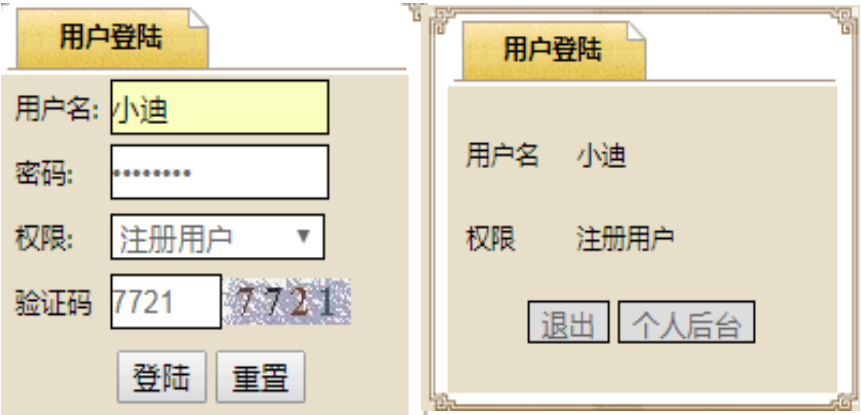 用户登陆
用户名: 小迪
密码: ••••••••
权限: 注册用户 ▼
验证码 7721 7721
登陆 重置
用户登陆
用户名 小迪
权限 注册用户
退出 个人后台